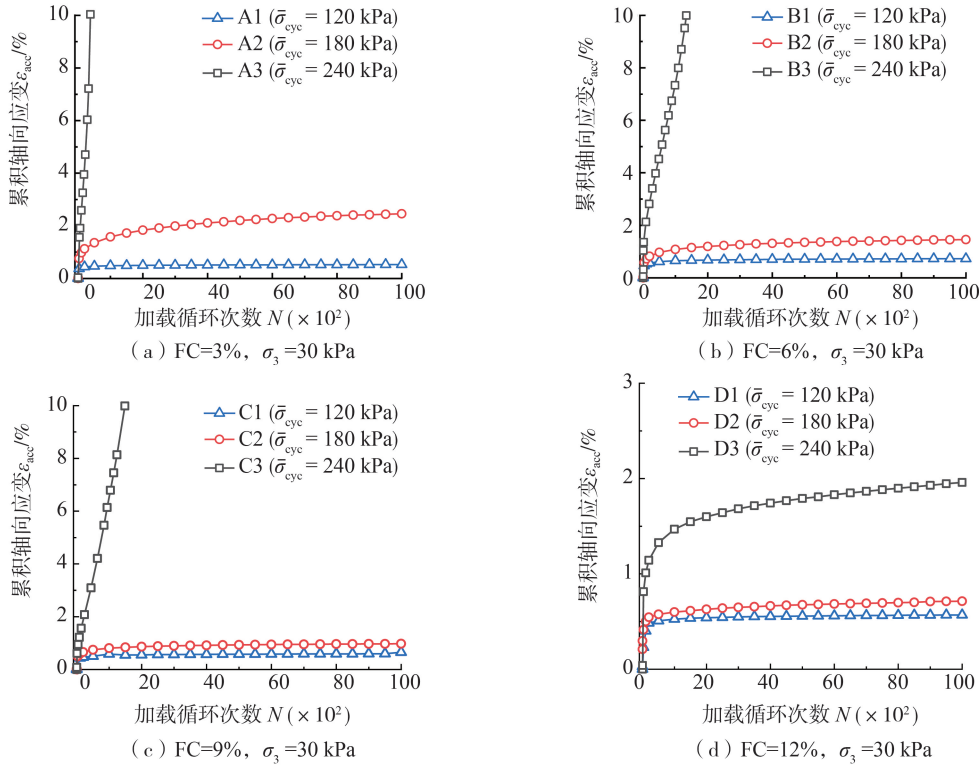 累积轴向应变εacc/%
10
8
6
4
2
0
A1 (σ̄cyc = 120 kPa)
A2 (σ̄cyc = 180 kPa)
A3 (σ̄cyc = 240 kPa)
0 20 40 60 80 100
加载循环次数 N (× 10²)
（a）FC=3%，σ₃ =30 kPa
累积轴向应变εacc/%
10
8
6
4
2
0
B1 (σ̄cyc = 120 kPa)
B2 (σ̄cyc = 180 kPa)
B3 (σ̄cyc = 240 kPa)
0 20 40 60 80 100
加载循环次数 N (× 10²)
（b）FC=6%，σ₃ =30 kPa
累积轴向应变εacc/%
10
8
6
4
2
0
C1 (σ̄cyc = 120 kPa)
C2 (σ̄cyc = 180 kPa)
C3 (σ̄cyc = 240 kPa)
0 20 40 60 80 100
加载循环次数 N (× 10²)
（c）FC=9%，σ₃ =30 kPa
累积轴向应变εacc/%
3
2
1
0
D1 (σ̄cyc = 120 kPa)
D2 (σ̄cyc = 180 kPa)
D3 (σ̄cyc = 240 kPa)
0 20 40 60 80 100
加载循环次数 N (× 10²)
（d）FC=12%，σ₃ =30 kPa